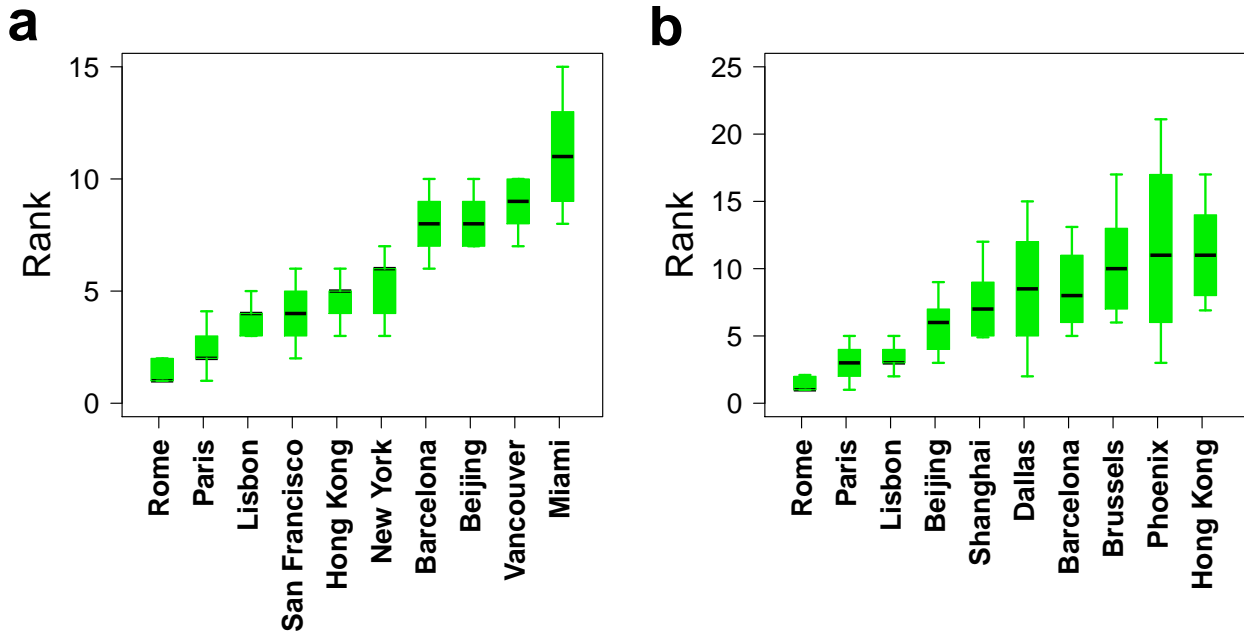 a
Rank
15
10
5
0
Rome
Paris
Lisbon
San Francisco
Hong Kong
New York
Barcelona
Beijing
Vancouver
Miami
b
Rank
25
20
15
10
5
0
Rome
Paris
Lisbon
Beijing
Shanghai
Dallas
Barcelona
Brussels
Phoenix
Hong Kong